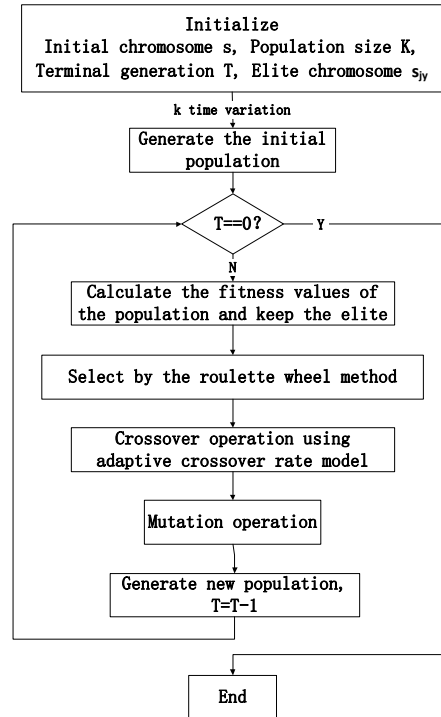 Initialize
Initial chromosome s, Population size K,
Terminal generation T, Elite chromosome sjy
k time variation
Generate the initial
population
T==0?
Y
N
Calculate the fitness values of
the population and keep the elite
Select by the roulette wheel method
Crossover operation using
adaptive crossover rate model
Mutation operation
Generate new population,
T=T-1
End